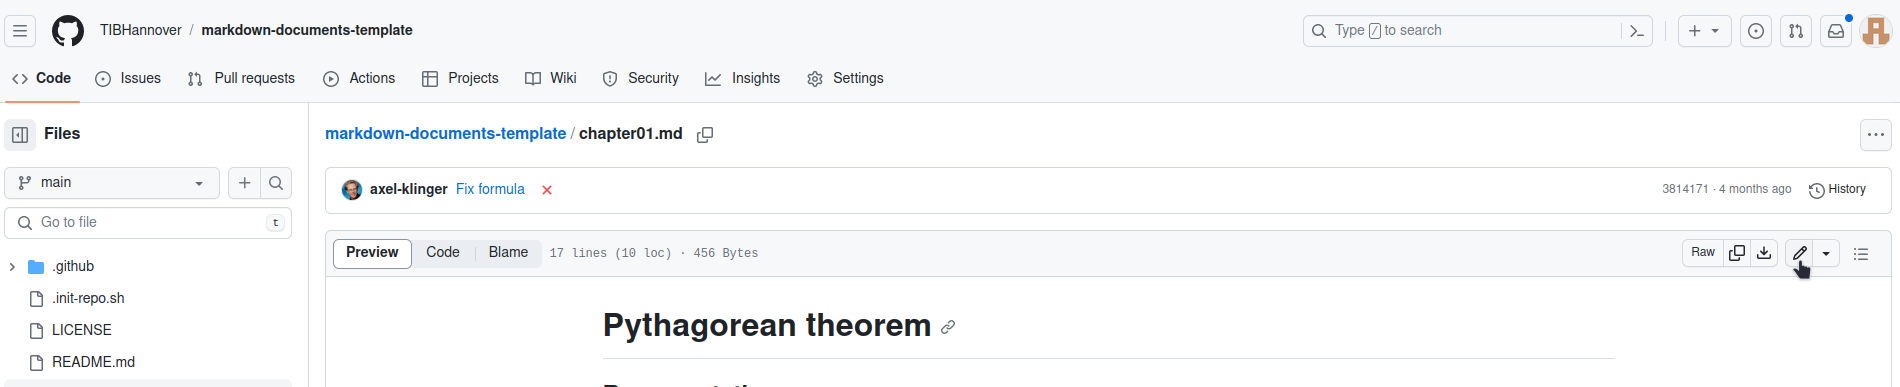 TIBHannover / markdown-documents-template
Type / to search
Code
Issues
Pull requests
Actions
Projects
Wiki
Security
Insights
Settings
Files
main
Go to file
t
.github
.init-repo.sh
LICENSE
README.md
markdown-documents-template / chapter01.md
axel-klinger Fix formula
3814171 · 4 months ago
History
Preview
Code
Blame
17 lines (10 loc) · 456 Bytes
Raw
Pythagorean theorem